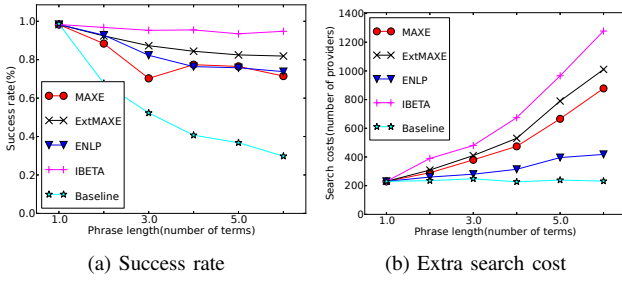 1.0
0.8
0.6
0.4
0.2
0.0
Success rate(%)
MAXE
ExtMAXE
ENLP
IBETA
Baseline
1.0 3.0 5.0
Phrase length(number of terms)
(a) Success rate
1400
1200
1000
800
600
400
200
0
Search costs(number of providers)
MAXE
ExtMAXE
ENLP
IBETA
Baseline
1.0 3.0 5.0
Phrase length(number of terms)
(b) Extra search cost